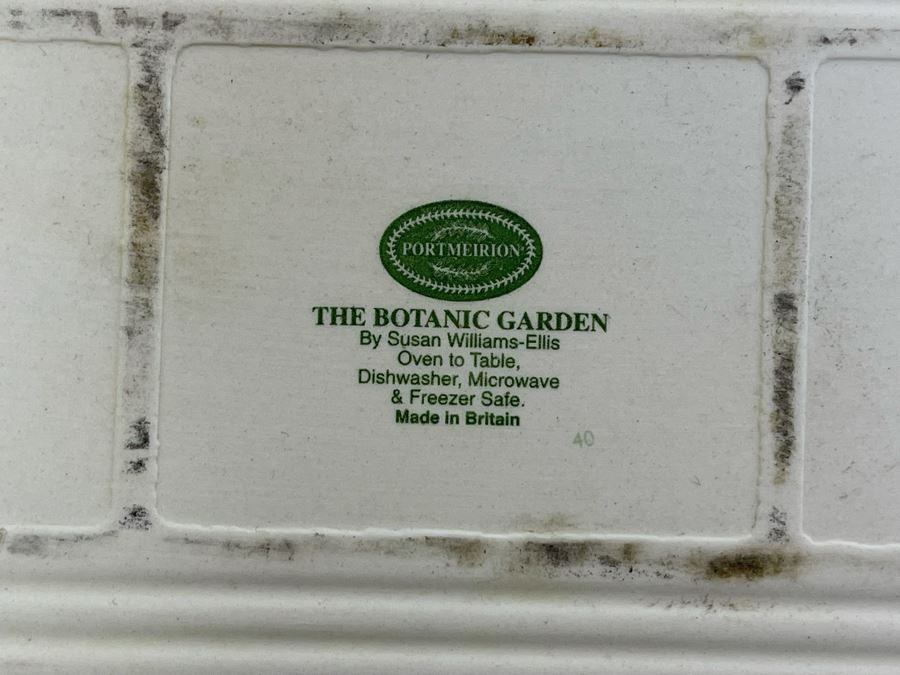 PORTMEIRION
THE BOTANIC GARDEN
By Susan Williams-Ellis
Oven to Table,
Dishwasher, Microwave
& Freezer Safe.
Made in Britain
40